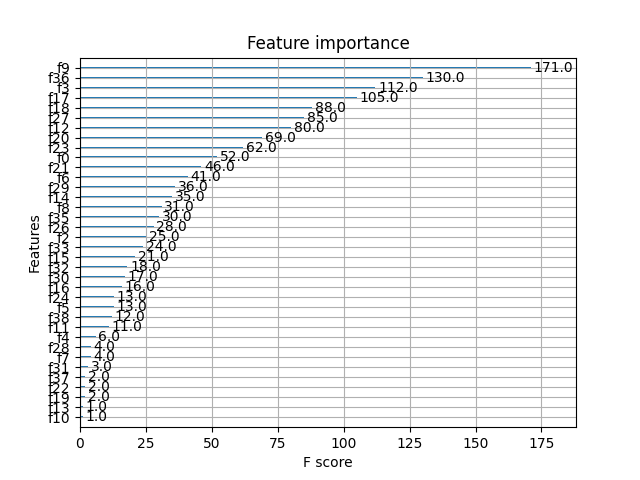 Feature importance
f9 171.0
f36 130.0
f3 112.0
f17 105.0
f18 88.0
f27 85.0
f12 80.0
f20 69.0
f23 62.0
f0 52.0
f21 46.0
f6 41.0
f29 36.0
f14 35.0
f8 31.0
f35 30.0
f26 28.0
f2 25.0
f33 24.0
f15 21.0
f32 18.0
f30 17.0
f16 16.0
f24 13.0
f5 13.0
f38 12.0
f11 11.0
f4 6.0
f28 4.0
f7 4.0
f31 3.0
f37 2.0
f22 2.0
f19 2.0
f13 1.0
f10 1.0
Features
0 25 50 75 100 125 150 175
F score